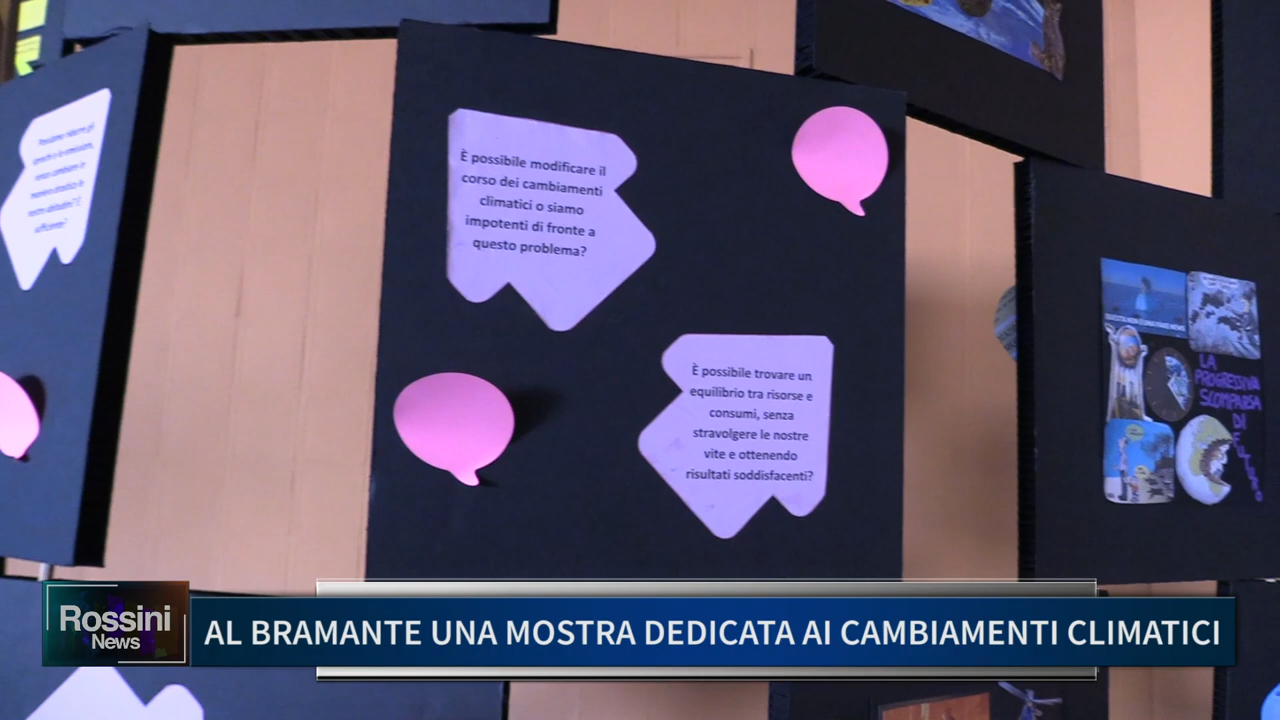 È possibile modificare il
corso dei cambiamenti
climatici o siamo
impotenti di fronte a
questo problema?
È possibile trovare un
equilibrio tra risorse e
consumi, senza
stravolgere le nostre
vite e ottenendo
risultati soddisfacenti?
LA
PROGRESSIVA
SCOMPARSA
DI
FUTURO
Rossini
News
AL BRAMANTE UNA MOSTRA DEDICATA AI CAMBIAMENTI CLIMATICI